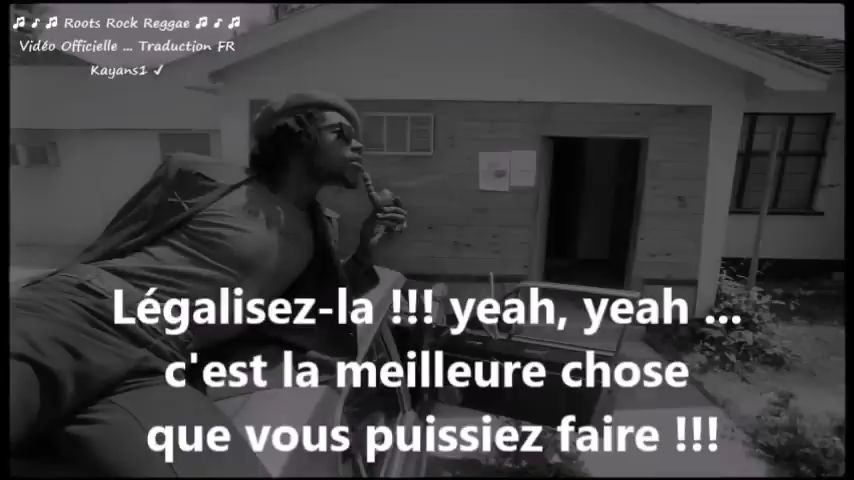 ♫ ♪ ♫ Roots Rock Reggae ♫ ♪ ♫
Vidéo Officielle ... Traduction FR
Kayans1 ✓
Légalisez-la !!! yeah, yeah ...
c'est la meilleure chose
que vous puissiez faire !!!